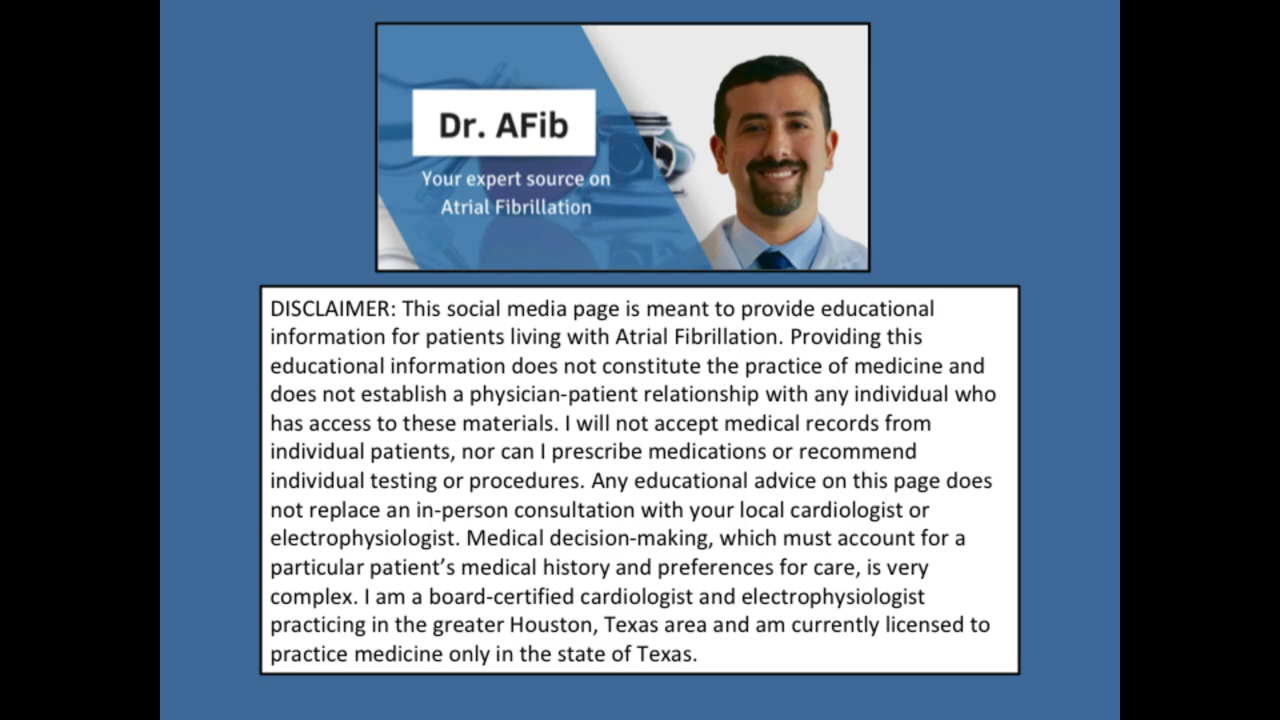 Dr. AFib
Your expert source on
Atrial Fibrillation
DISCLAIMER: This social media page is meant to provide educational
information for patients living with Atrial Fibrillation. Providing this
educational information does not constitute the practice of medicine and
does not establish a physician-patient relationship with any individual who
has access to these materials. I will not accept medical records from
individual patients, nor can I prescribe medications or recommend
individual testing or procedures. Any educational advice on this page does
not replace an in-person consultation with your local cardiologist or
electrophysiologist. Medical decision-making, which must account for a
particular patient’s medical history and preferences for care, is very
complex. I am a board-certified cardiologist and electrophysiologist
practicing in the greater Houston, Texas area and am currently licensed to
practice medicine only in the state of Texas.